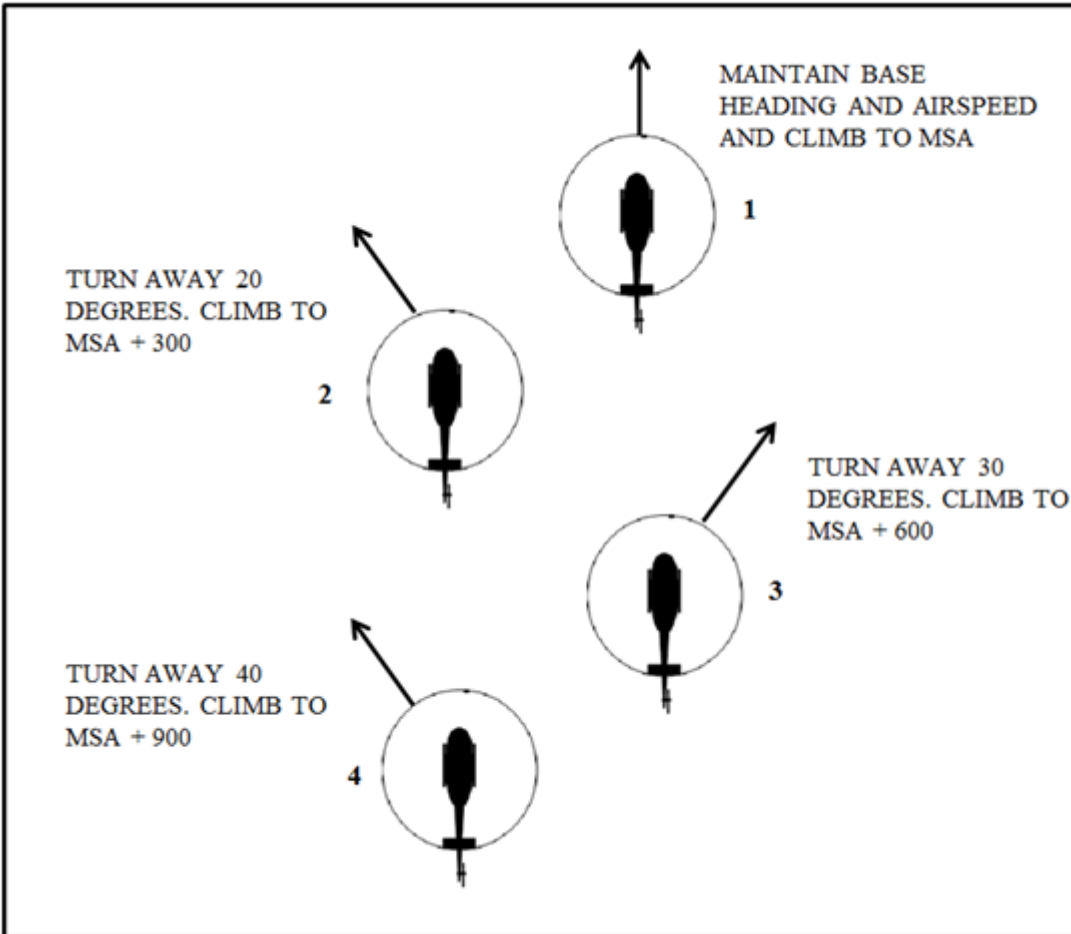 MAINTAIN BASE
HEADING AND AIRSPEED
AND CLIMB TO MSA
1
TURN AWAY 20
DEGREES. CLIMB TO
MSA + 300
2
TURN AWAY 30
DEGREES. CLIMB TO
MSA + 600
3
TURN AWAY 40
DEGREES. CLIMB TO
MSA + 900
4